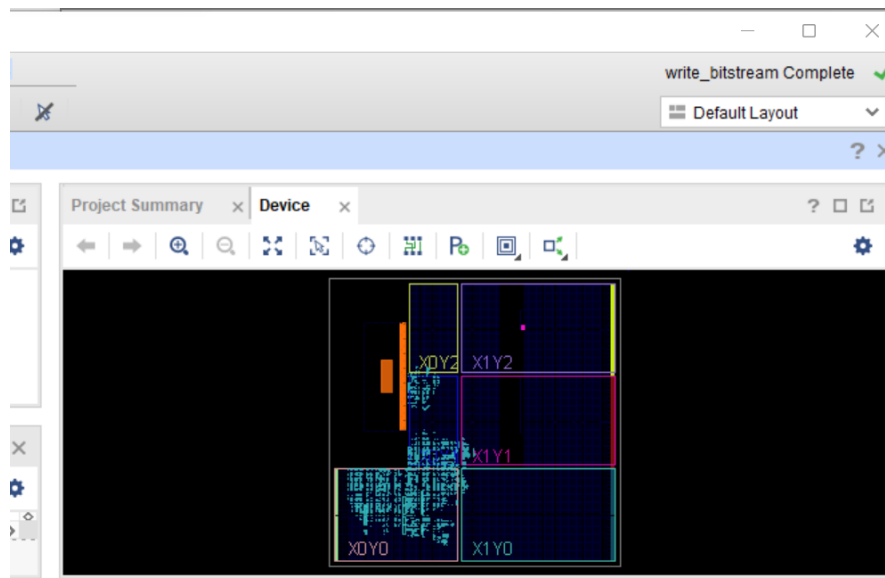 write_bitstream Complete
Default Layout
Project Summary
Device
X0Y2
X1Y2
X1Y1
X0Y0
X1Y0